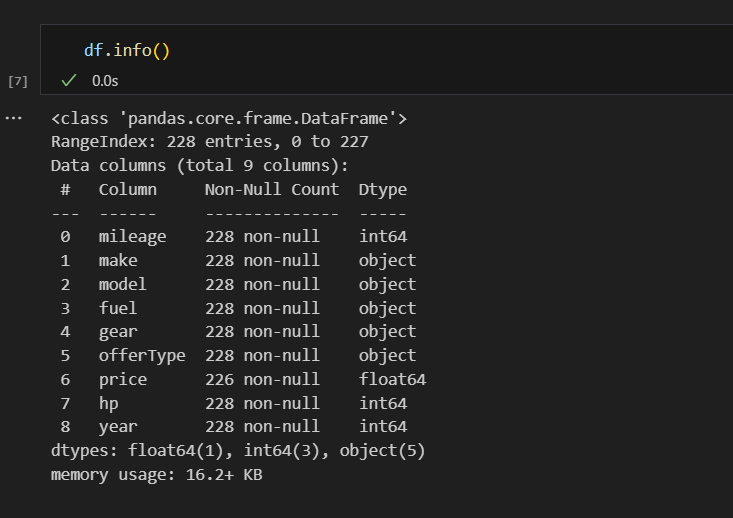 df.info()
[7] ✓ 0.0s
... <class 'pandas.core.frame.DataFrame'>
RangeIndex: 228 entries, 0 to 227
Data columns (total 9 columns):
 #   Column     Non-Null Count  Dtype
---  ------     --------------  -----
 0   mileage    228 non-null    int64
 1   make       228 non-null    object
 2   model      228 non-null    object
 3   fuel       228 non-null    object
 4   gear       228 non-null    object
 5   offerType  228 non-null    object
 6   price      226 non-null    float64
 7   hp         228 non-null    int64
 8   year       228 non-null    int64
dtypes: float64(1), int64(3), object(5)
memory usage: 16.2+ KB